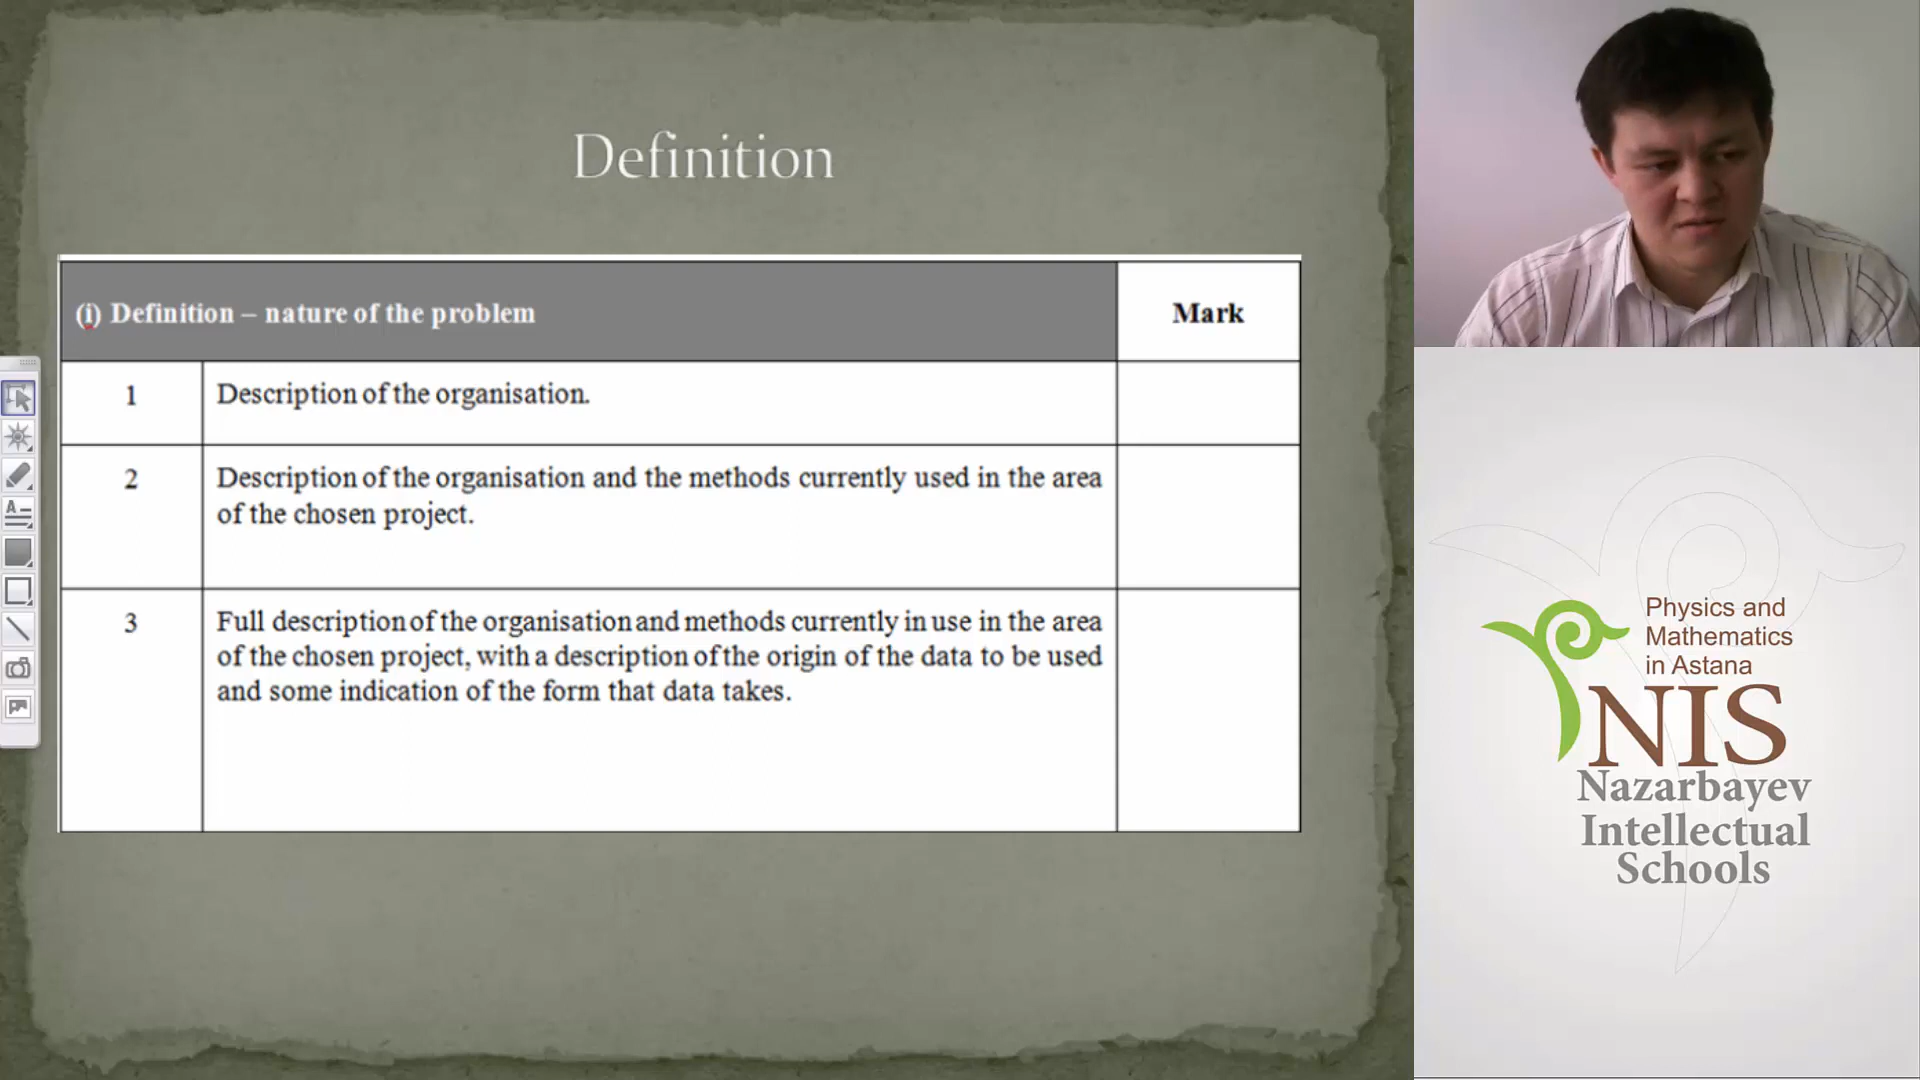 Definition
(i) Definition – nature of the problem
Mark
1
Description of the organisation.
2
Description of the organisation and the methods currently used in the area
of the chosen project.
3
Full description of the organisation and methods currently in use in the area
of the chosen project, with a description of the origin of the data to be used
and some indication of the form that data takes.
Physics and
Mathematics
in Astana
NIS
Nazarbayev
Intellectual
Schools